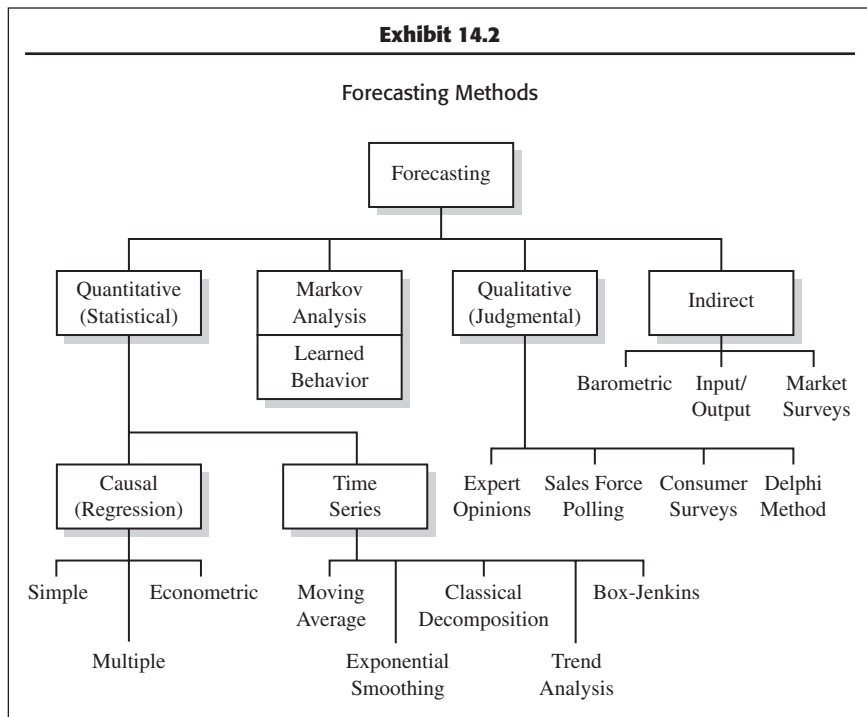 Exhibit 14.2
Forecasting Methods
Forecasting
Quantitative
(Statistical)
Markov
Analysis
Learned
Behavior
Qualitative
(Judgmental)
Indirect
Barometric
Input/
Output
Market
Surveys
Causal
(Regression)
Time
Series
Expert
Opinions
Sales Force
Polling
Consumer
Surveys
Delphi
Method
Simple
Econometric
Multiple
Moving
Average
Classical
Decomposition
Box-Jenkins
Exponential
Smoothing
Trend
Analysis